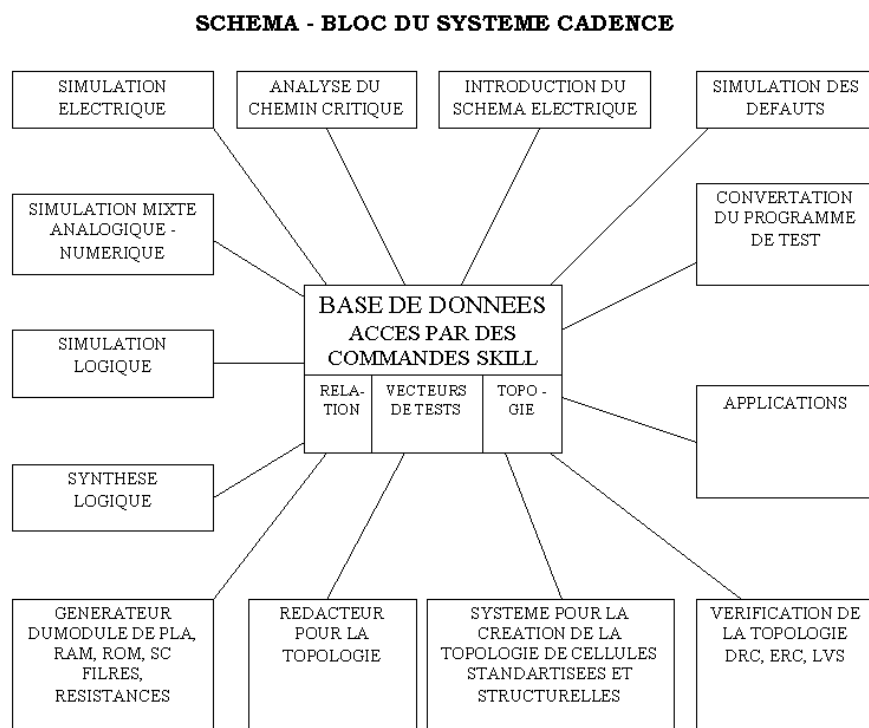 SCHEMA - BLOC DU SYSTEME CADENCE
SIMULATION
ELECTRIQUE
ANALYSE DU
CHEMIN CRITIQUE
INTRODUCTION DU
SCHEMA ELECTRIQUE
SIMULATION DES
DEFAUTS
SIMULATION MIXTE
ANALOGIQUE -
NUMERIQUE
CONVERTATION
DU PROGRAMME
DE TEST
BASE DE DONNEES
ACCES PAR DES
COMMANDES SKILL
RELA-
TION
VECTEURS
DE TESTS
TOPO -
GIE
SIMULATION
LOGIQUE
APPLICATIONS
SYNTHESE
LOGIQUE
GENERATEUR
DUMODULE DE PLA,
RAM, ROM, SC
FILRES,
RESISTANCES
REDACTEUR
POUR LA
TOPOLOGIE
SYSTEME POUR LA
CREATION DE LA
TOPOLOGIE DE CELLULES
STANDARTISEES ET
STRUCTURELLES
VERIFICATION DE
LA TOPOLOGIE
DRC, ERC, LVS